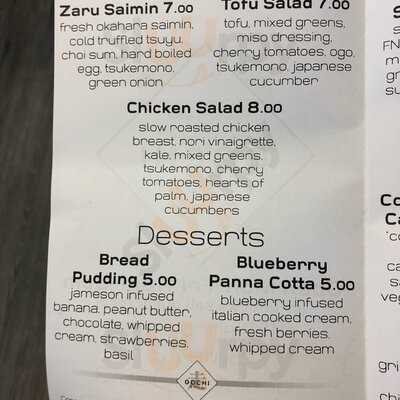 Zaru Saimin 7.00
fresh okahara saimin,
cold truffled tsuyu,
choi sum, hard boiled
egg, tsukemono,
green onion
Tofu Salad 7.00
tofu, mixed greens,
miso dressing,
cherry tomatoes, ogo,
tsukemono, japanese
cucumber
Chicken Salad 8.00
slow roasted chicken
breast, nori vinaigrette,
kale, mixed greens,
tsukemono, cherry
tomatoes, hearts of
palm, japanese
cucumbers
Desserts
Bread
Pudding 5.00
jameson infused
banana, peanut butter,
chocolate, whipped
cream, strawberries,
basil
Blueberry
Panna Cotta 5.00
blueberry infused
italian cooked cream,
fresh berries,
whipped cream